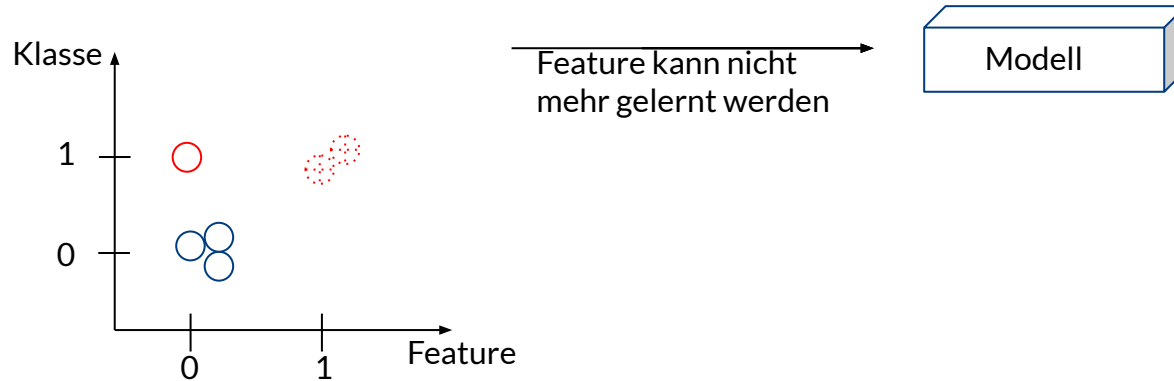 Klasse
Feature kann nicht
mehr gelernt werden
Modell
1
0
0
1
Feature